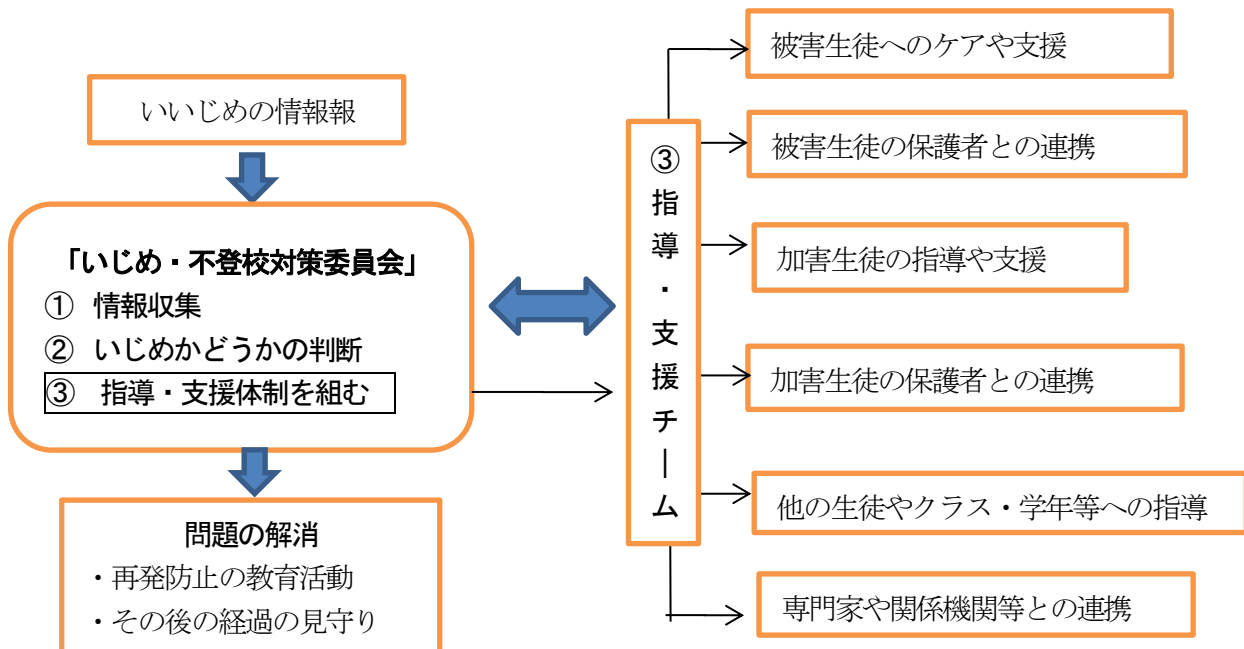 いいじめの情報報
「いじめ・不登校対策委員会」
① 情報収集
② いじめかどうかの判断
③ 指導・支援体制を組む
問題の解消
・再発防止の教育活動
・その後の経過の見守り
③指導・支援チーム
被害生徒へのケアや支援
被害生徒の保護者との連携
加害生徒の指導や支援
加害生徒の保護者との連携
他の生徒やクラス・学年等への指導
専門家や関係機関等との連携